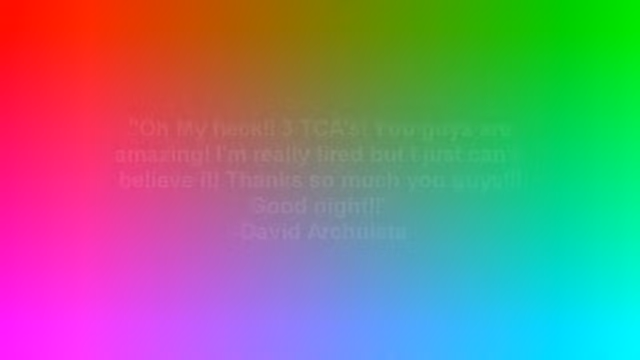 "Oh My heck!! 3 TCA's! You guys are
amazing! I'm really tired but I just can't
believe it! Thanks so much you guys!!!
Good night!!!
-David Archuleta